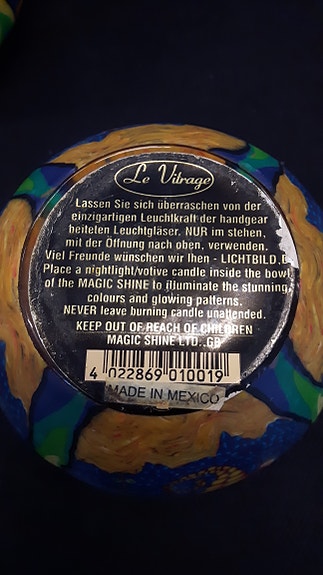 Le Vitrage
Lassen Sie sich überraschen von der
einzigartigen Leuchtkraft der handgear
beiteten Leuchtgläser. NUR im stehen,
mit der Öffnung nach oben, verwenden.
Viel Freunde wünschen wir Ihen - LICHTBILD.D
Place a nightlight/votive candle inside the bowl
of the MAGIC SHINE to illuminate the stunning
colours and glowing patterns.
NEVER leave burning candle unattended.
KEEP OUT OF REACH OF CHILDREN
MAGIC SHINE LTD..GB
4 022869 010019
MADE IN MEXICO